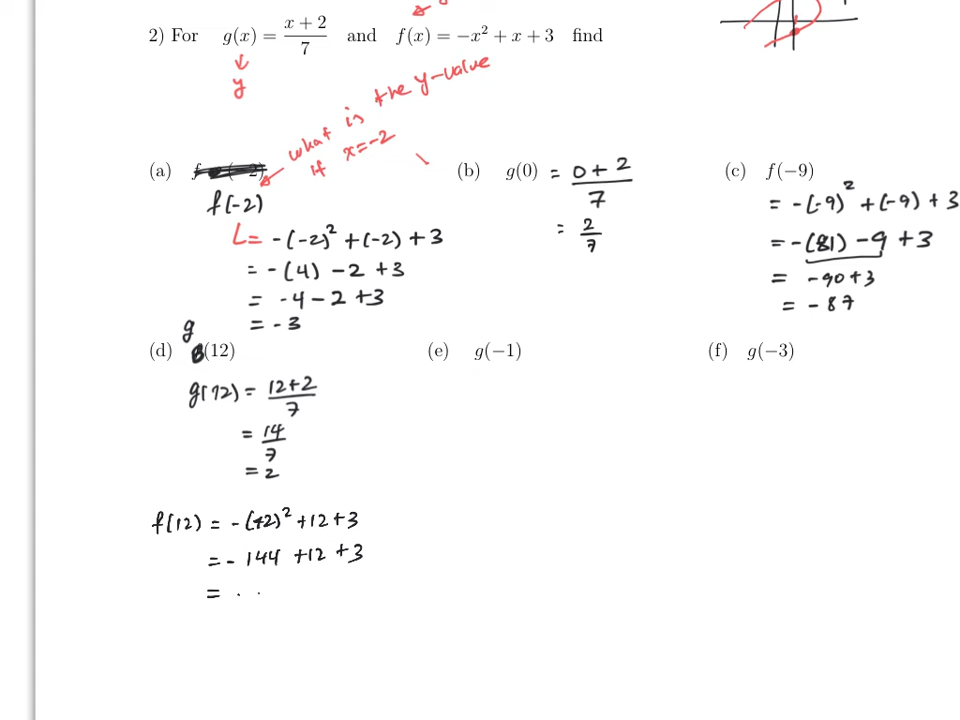 2) For g(x) = (x + 2)/7 and f(x) = −x² + x + 3 find
y
what is the y-value
if x=-2
(a) f(-2)
L= -(-2)² + (-2) + 3
= -(4) -2 +3
= -4 -2 +3
= -3
(b) g(0) = (0+2)/7
= 2/7
(c) f(−9)
= -(-9)² + (-9) + 3
= -(81) -9 +3
= -90+3
= -87
(d) g(12)
g(12) = (12+2)/7
= 14/7
= 2
f(12) = -(12)² +12+3
= -144 +12 +3
= . .
(e) g(−1)
(f) g(−3)